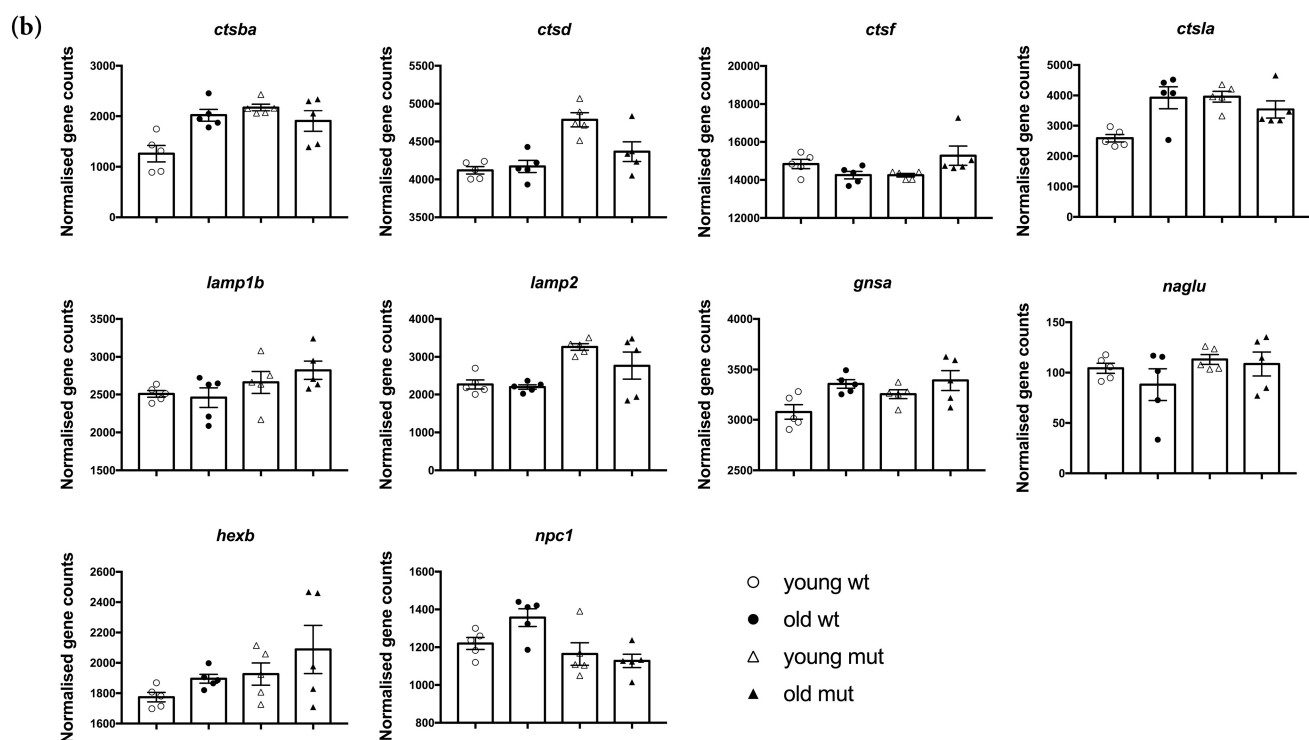 (b)
ctsba
ctsd
ctsf
ctsla
Normalised gene counts
3000
2000
1000
0
Normalised gene counts
5500
5000
4500
4000
3500
Normalised gene counts
20000
18000
16000
14000
12000
Normalised gene counts
5000
4000
3000
2000
1000
0
lamp1b
lamp2
gnsa
naglu
Normalised gene counts
3500
3000
2500
2000
1500
Normalised gene counts
4000
3000
2000
1000
0
Normalised gene counts
4000
3500
3000
2500
Normalised gene counts
150
100
50
0
hexb
npc1
Normalised gene counts
2600
2400
2200
2000
1800
1600
Normalised gene counts
1600
1400
1200
1000
800
young wt
old wt
young mut
old mut